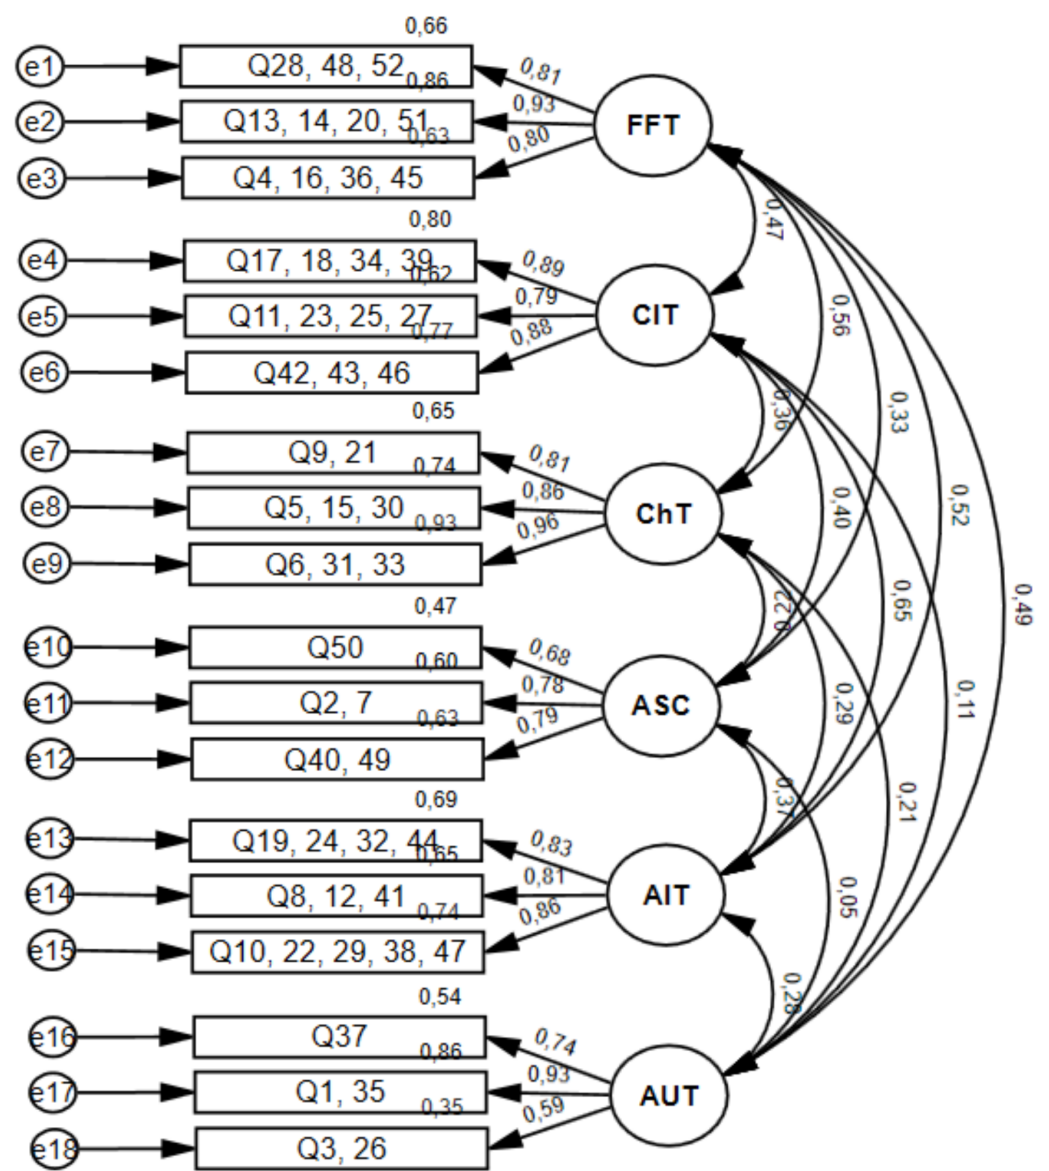 0,66
e1 Q28, 48, 52 0,81
0,86
e2 Q13, 14, 20, 51 0,93 FFT
0,63
e3 Q4, 16, 36, 45 0,80
0,47
0,80
e4 Q17, 18, 34, 39 0,89
0,62
e5 Q11, 23, 25, 27 0,79 CIT
0,77
e6 Q42, 43, 46 0,88
0,56
0,36
0,33
0,65
e7 Q9, 21 0,81
0,74
e8 Q5, 15, 30 0,86 ChT
0,93
e9 Q6, 31, 33 0,96
0,40
0,52
0,22
0,65
0,49
0,47
e10 Q50 0,68
0,60
e11 Q2, 7 0,78 ASC
0,63
e12 Q40, 49 0,79
0,29
0,11
0,37
0,21
0,69
e13 Q19, 24, 32, 44 0,83
0,65
e14 Q8, 12, 41 0,81 AIT
0,74
e15 Q10, 22, 29, 38, 47 0,86
0,05
0,28
0,54
e16 Q37 0,74
0,86
e17 Q1, 35 0,93 AUT
0,35
e18 Q3, 26 0,59